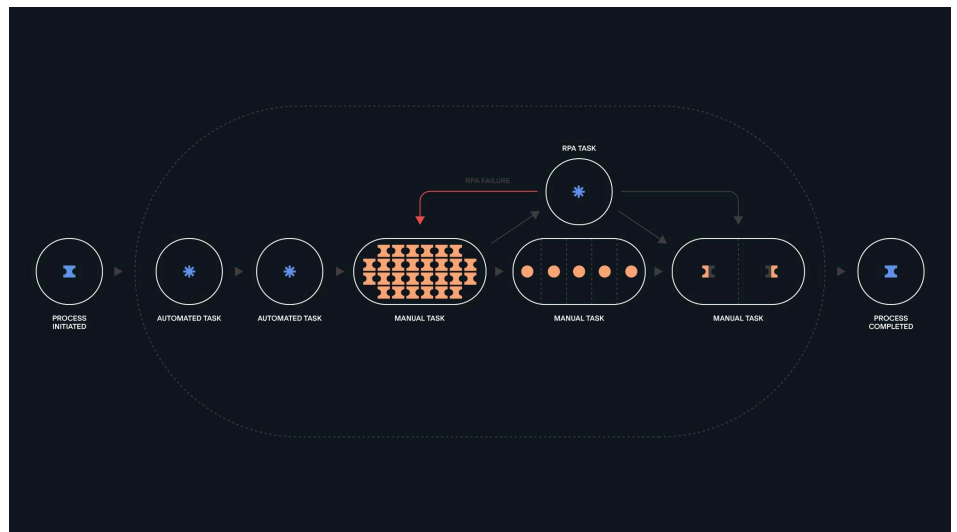 RPA TASK
RPA FAILURE
PROCESS
INITIATED
AUTOMATED TASK
AUTOMATED TASK
MANUAL TASK
MANUAL TASK
MANUAL TASK
PROCESS
COMPLETED